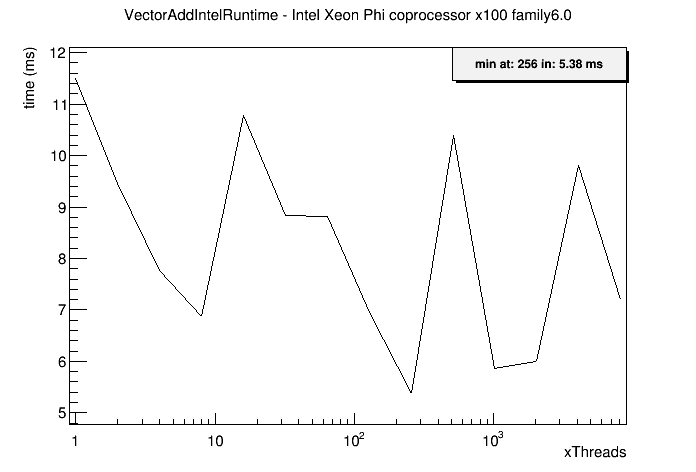 VectorAddIntelRuntime - Intel Xeon Phi coprocessor x100 family6.0
time (ms)
min at: 256 in: 5.38 ms
12
11
10
9
8
7
6
5
1 10 10² 10³
xThreads